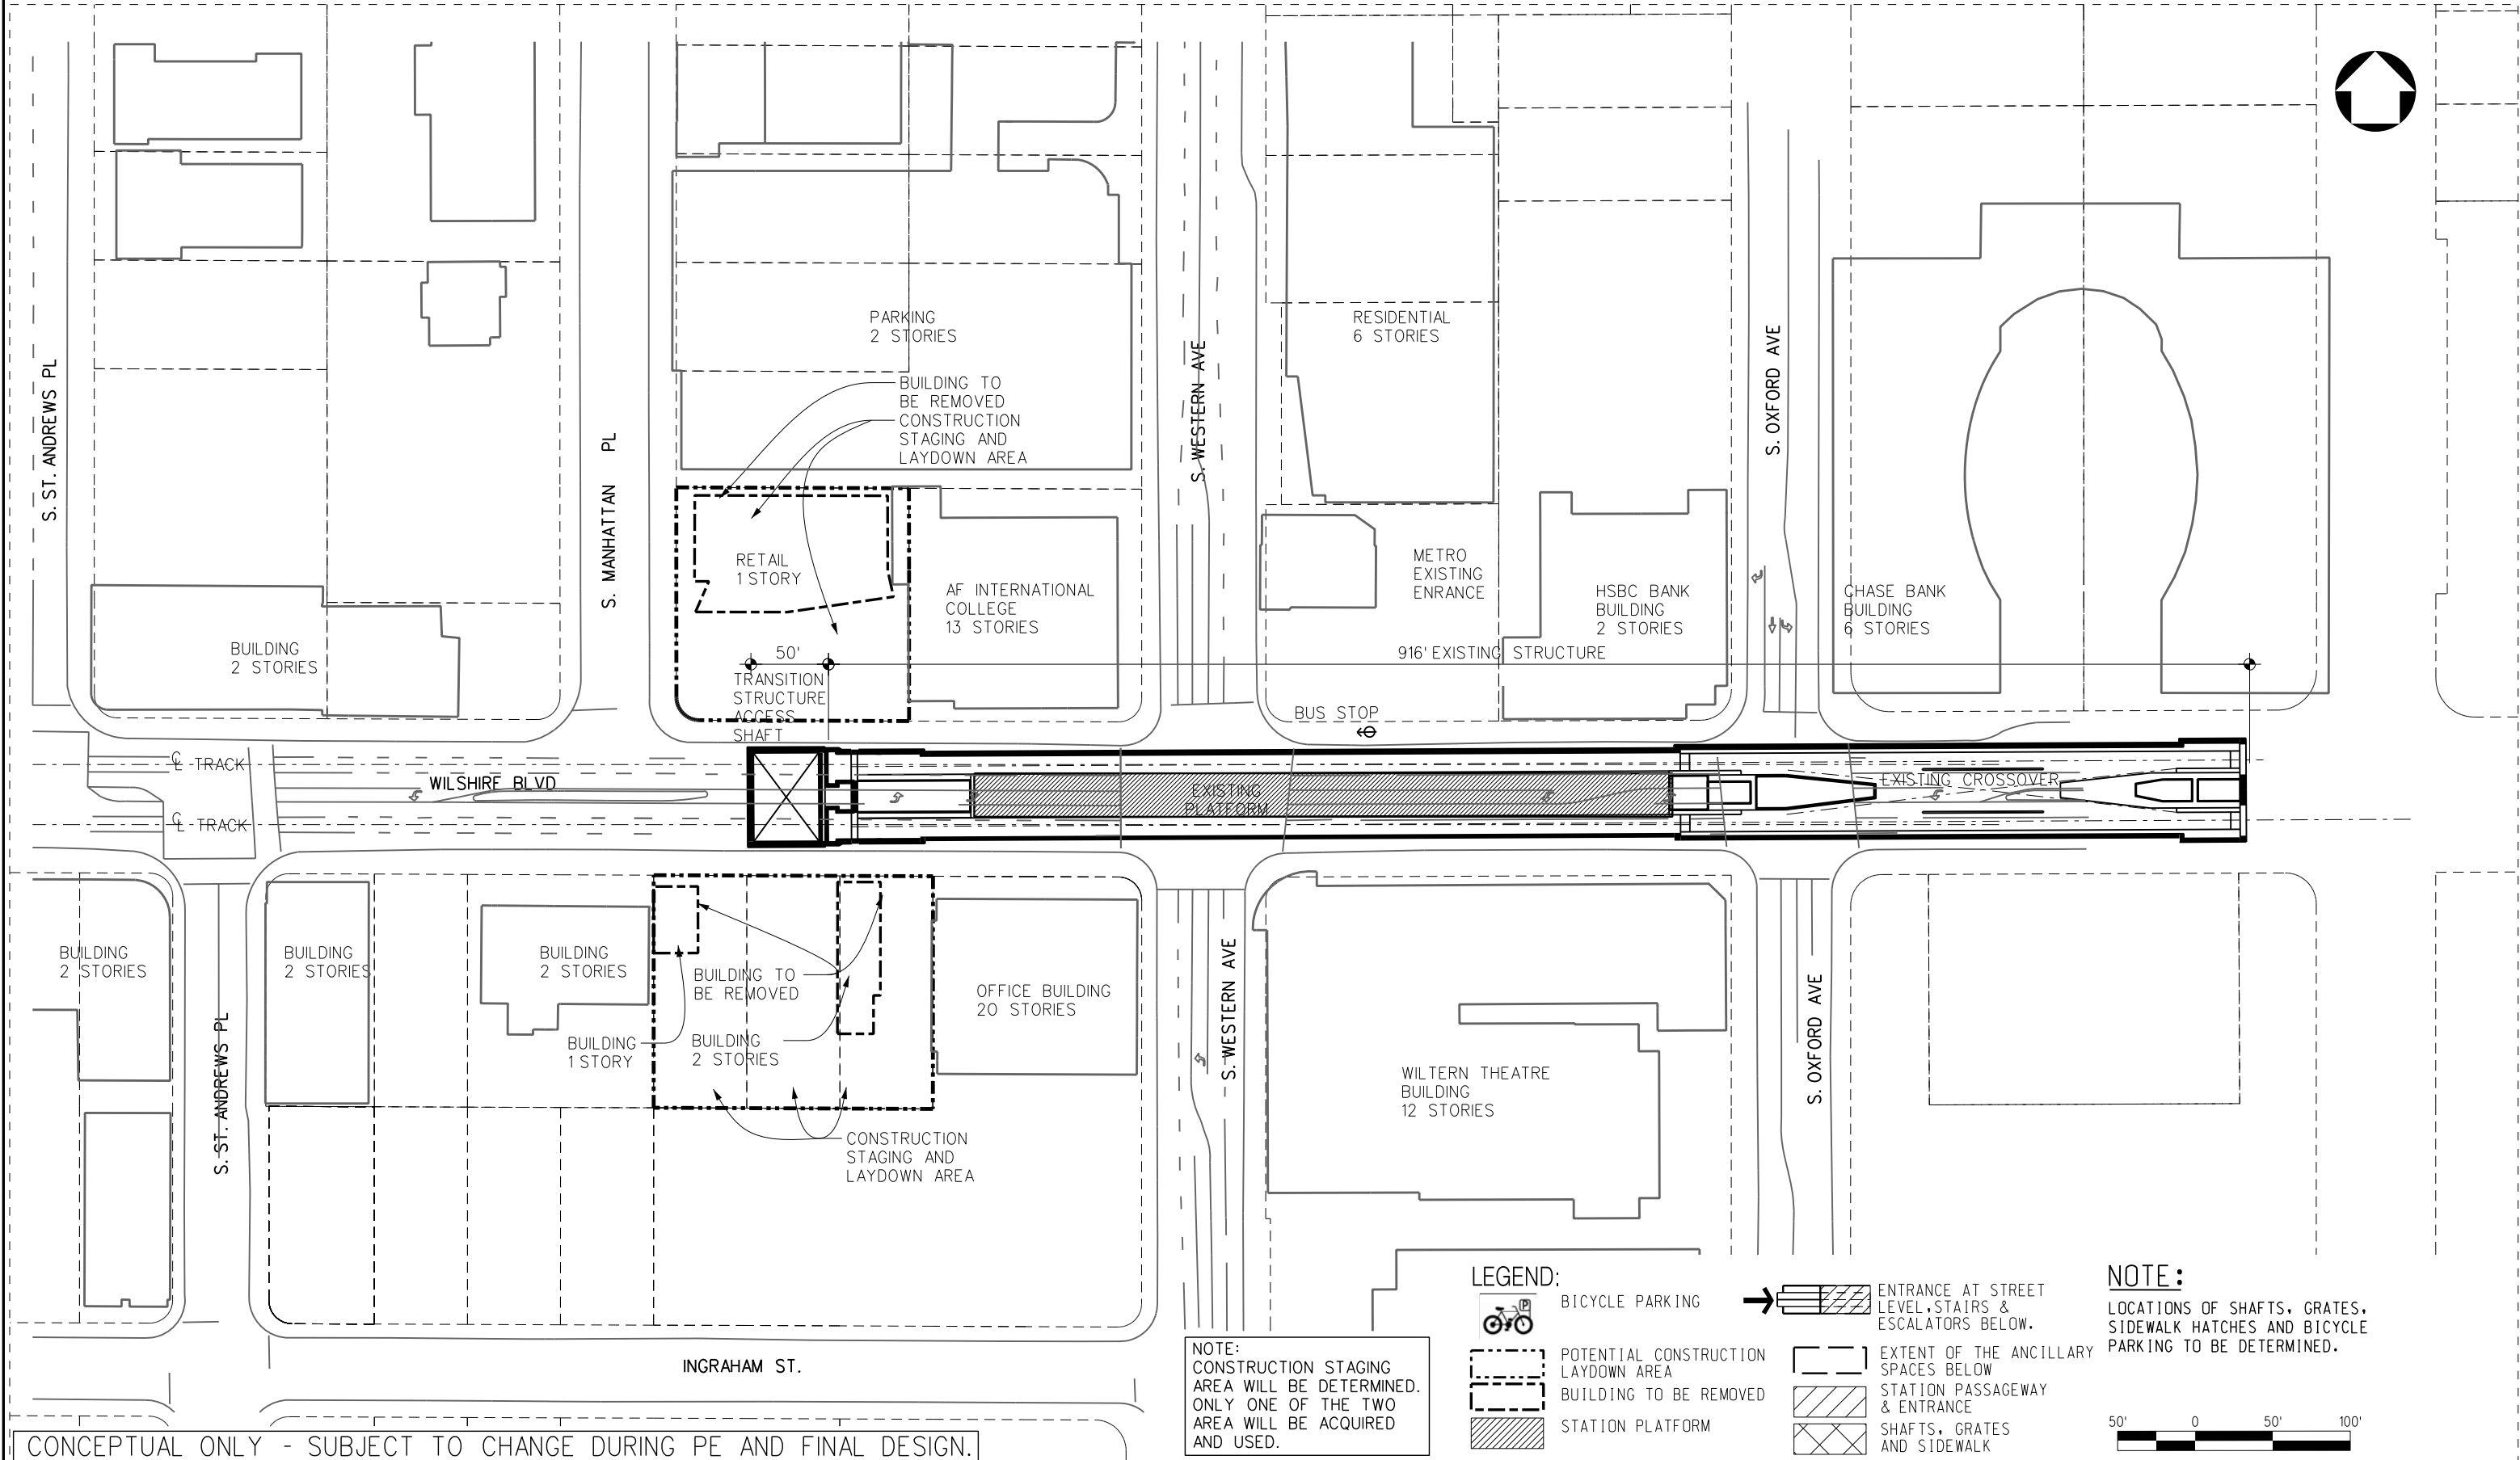 PARKING
2 STORIES
RESIDENTIAL
6 STORIES
S. ST. ANDREWS PL
S. MANHATTAN PL
S. WESTERN AVE
S. OXFORD AVE
BUILDING TO
BE REMOVED
CONSTRUCTION
STAGING AND
LAYDOWN AREA
RETAIL
1 STORY
AF INTERNATIONAL
COLLEGE
13 STORIES
METRO
EXISTING
ENRANCE
HSBC BANK
BUILDING
2 STORIES
CHASE BANK
BUILDING
6 STORIES
BUILDING
2 STORIES
50'
916' EXISTING STRUCTURE
TRANSITION
STRUCTURE
ACCESS
SHAFT
BUS STOP
℄ TRACK
WILSHIRE BLVD
EXISTING
PLATFORM
EXISTING CROSSOVER
℄ TRACK
BUILDING
2 STORIES
BUILDING
2 STORIES
BUILDING
2 STORIES
BUILDING TO
BE REMOVED
OFFICE BUILDING
20 STORIES
BUILDING
1 STORY
BUILDING
2 STORIES
S. ST. ANDREWS PL
S. WESTERN AVE
S. OXFORD AVE
WILTERN THEATRE
BUILDING
12 STORIES
CONSTRUCTION
STAGING AND
LAYDOWN AREA
INGRAHAM ST.
NOTE:
CONSTRUCTION STAGING
AREA WILL BE DETERMINED.
ONLY ONE OF THE TWO
AREA WILL BE ACQUIRED
AND USED.
LEGEND:
P
BICYCLE PARKING
POTENTIAL CONSTRUCTION
LAYDOWN AREA
BUILDING TO BE REMOVED
STATION PLATFORM
ENTRANCE AT STREET
LEVEL,STAIRS &
ESCALATORS BELOW.
EXTENT OF THE ANCILLARY
SPACES BELOW
STATION PASSAGEWAY
& ENTRANCE
SHAFTS, GRATES
AND SIDEWALK
NOTE:
LOCATIONS OF SHAFTS, GRATES,
SIDEWALK HATCHES AND BICYCLE
PARKING TO BE DETERMINED.
50' 0 50' 100'
CONCEPTUAL ONLY - SUBJECT TO CHANGE DURING PE AND FINAL DESIGN.